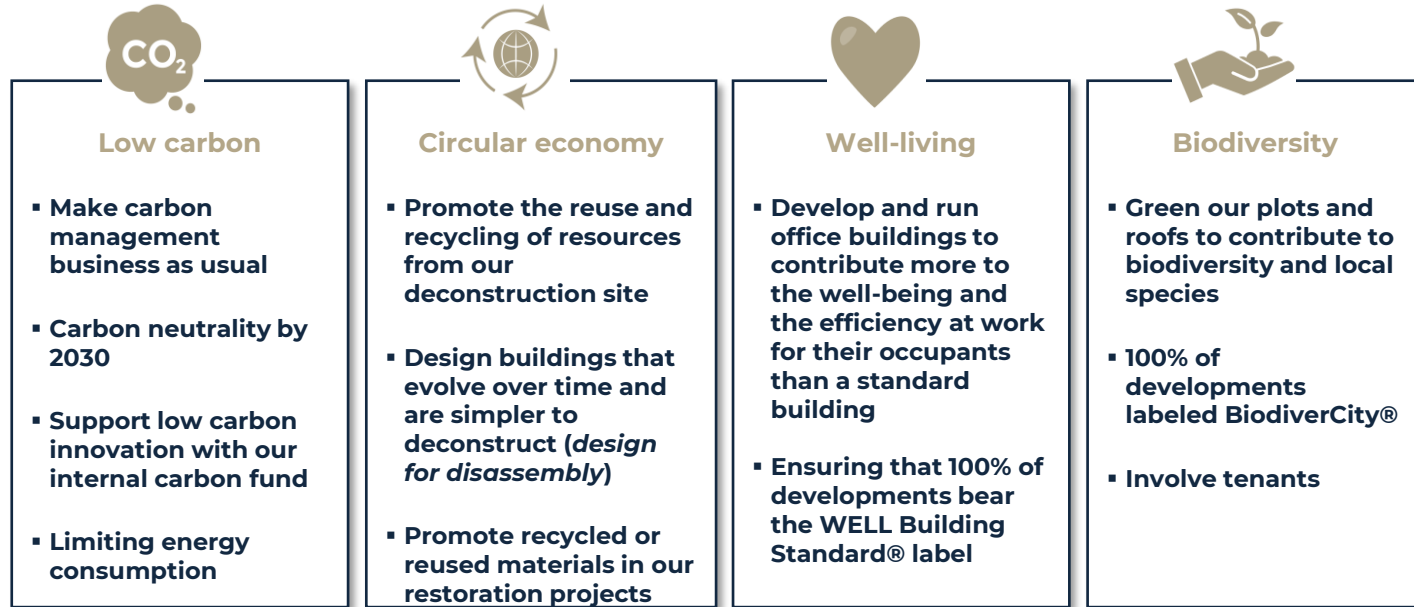 CO2
Low carbon
▪ Make carbon
management
business as usual
▪ Carbon neutrality by
2030
▪ Support low carbon
innovation with our
internal carbon fund
▪ Limiting energy
consumption
Circular economy
▪ Promote the reuse and
recycling of resources
from our
deconstruction site
▪ Design buildings that
evolve over time and
are simpler to
deconstruct (design
for disassembly)
▪ Promote recycled or
reused materials in our
restoration projects
Well-living
▪ Develop and run
office buildings to
contribute more to
the well-being and
the efficiency at work
for their occupants
than a standard
building
▪ Ensuring that 100% of
developments bear
the WELL Building
Standard® label
Biodiversity
▪ Green our plots and
roofs to contribute to
biodiversity and local
species
▪ 100% of
developments
labeled BiodiverCity®
▪ Involve tenants